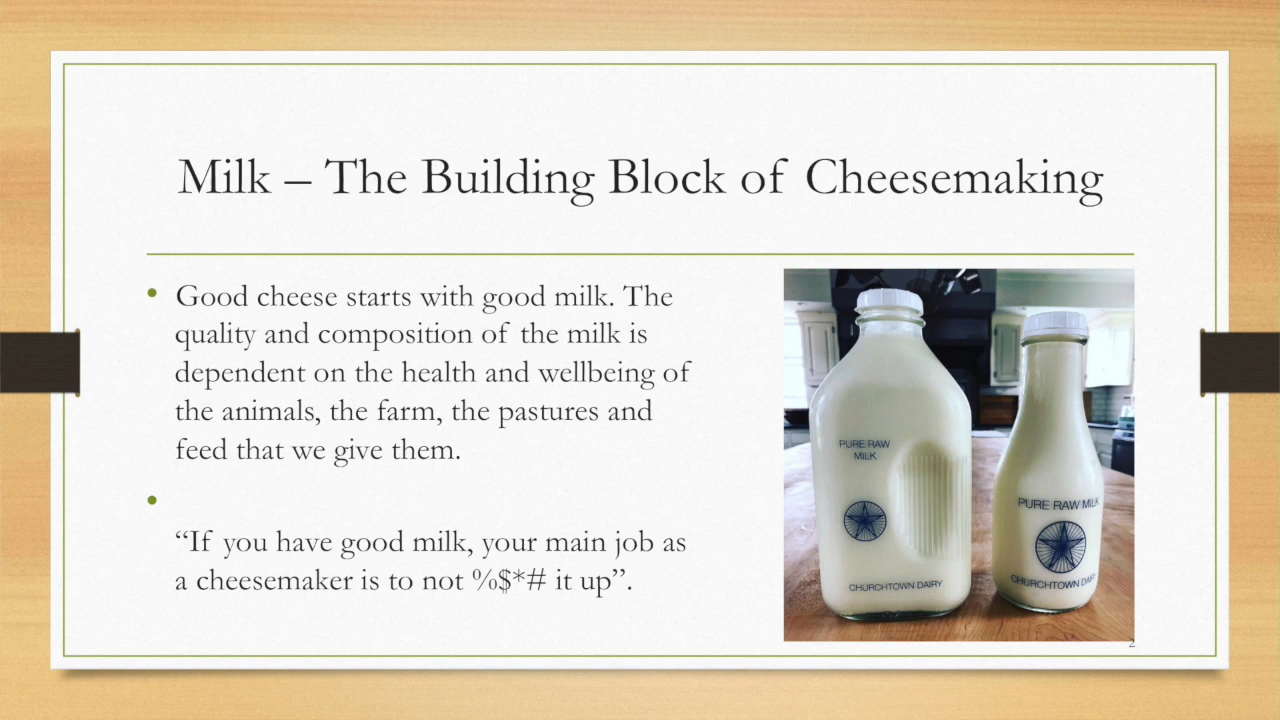 Milk – The Building Block of Cheesemaking
• Good cheese starts with good milk. The
quality and composition of the milk is
dependent on the health and wellbeing of
the animals, the farm, the pastures and
feed that we give them.
•
“If you have good milk, your main job as
a cheesemaker is to not %$*# it up”.
PURE RAW
MILK
CHURCHTOWN DAIRY
PURE RAW MILK
CHURCHTOWN DAIR
2